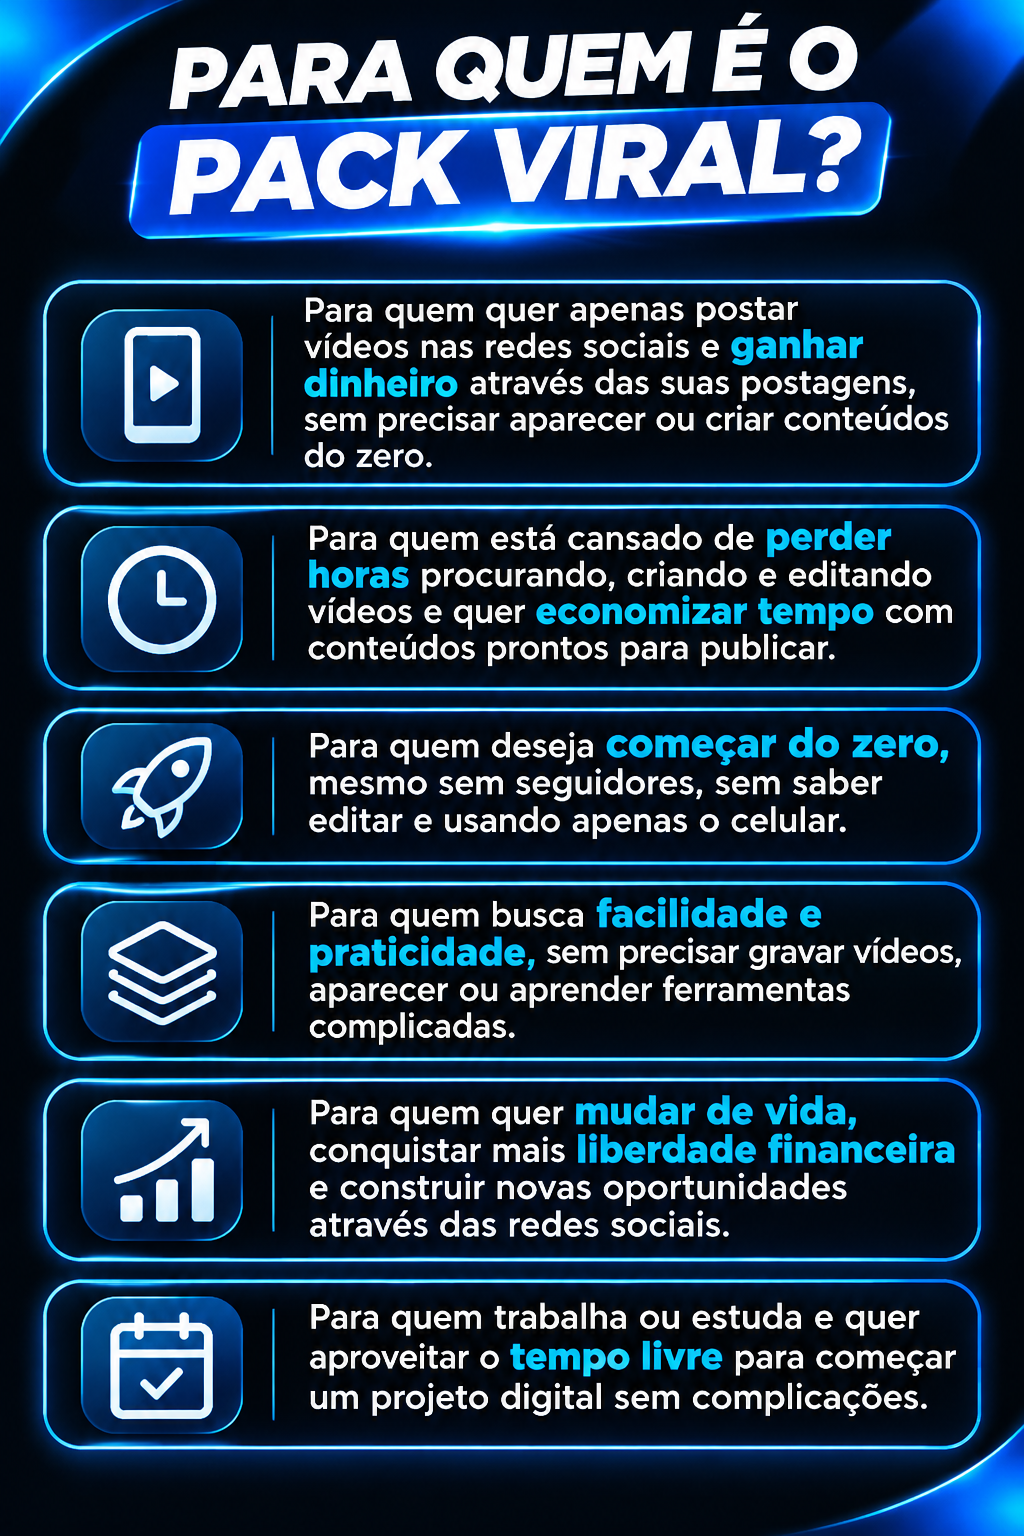 PARA QUEM É O
PACK VIRAL?
Para quem quer apenas postar
vídeos nas redes sociais e ganhar
dinheiro através das suas postagens,
sem precisar aparecer ou criar conteúdos
do zero.
Para quem está cansado de perder
horas procurando, criando e editando
vídeos e quer economizar tempo com
conteúdos prontos para publicar.
Para quem deseja começar do zero,
mesmo sem seguidores, sem saber
editar e usando apenas o celular.
Para quem busca facilidade e
praticidade, sem precisar gravar vídeos,
aparecer ou aprender ferramentas
complicadas.
Para quem quer mudar de vida,
conquistar mais liberdade financeira
e construir novas oportunidades
através das redes sociais.
Para quem trabalha ou estuda e quer
aproveitar o tempo livre para começar
um projeto digital sem complicações.